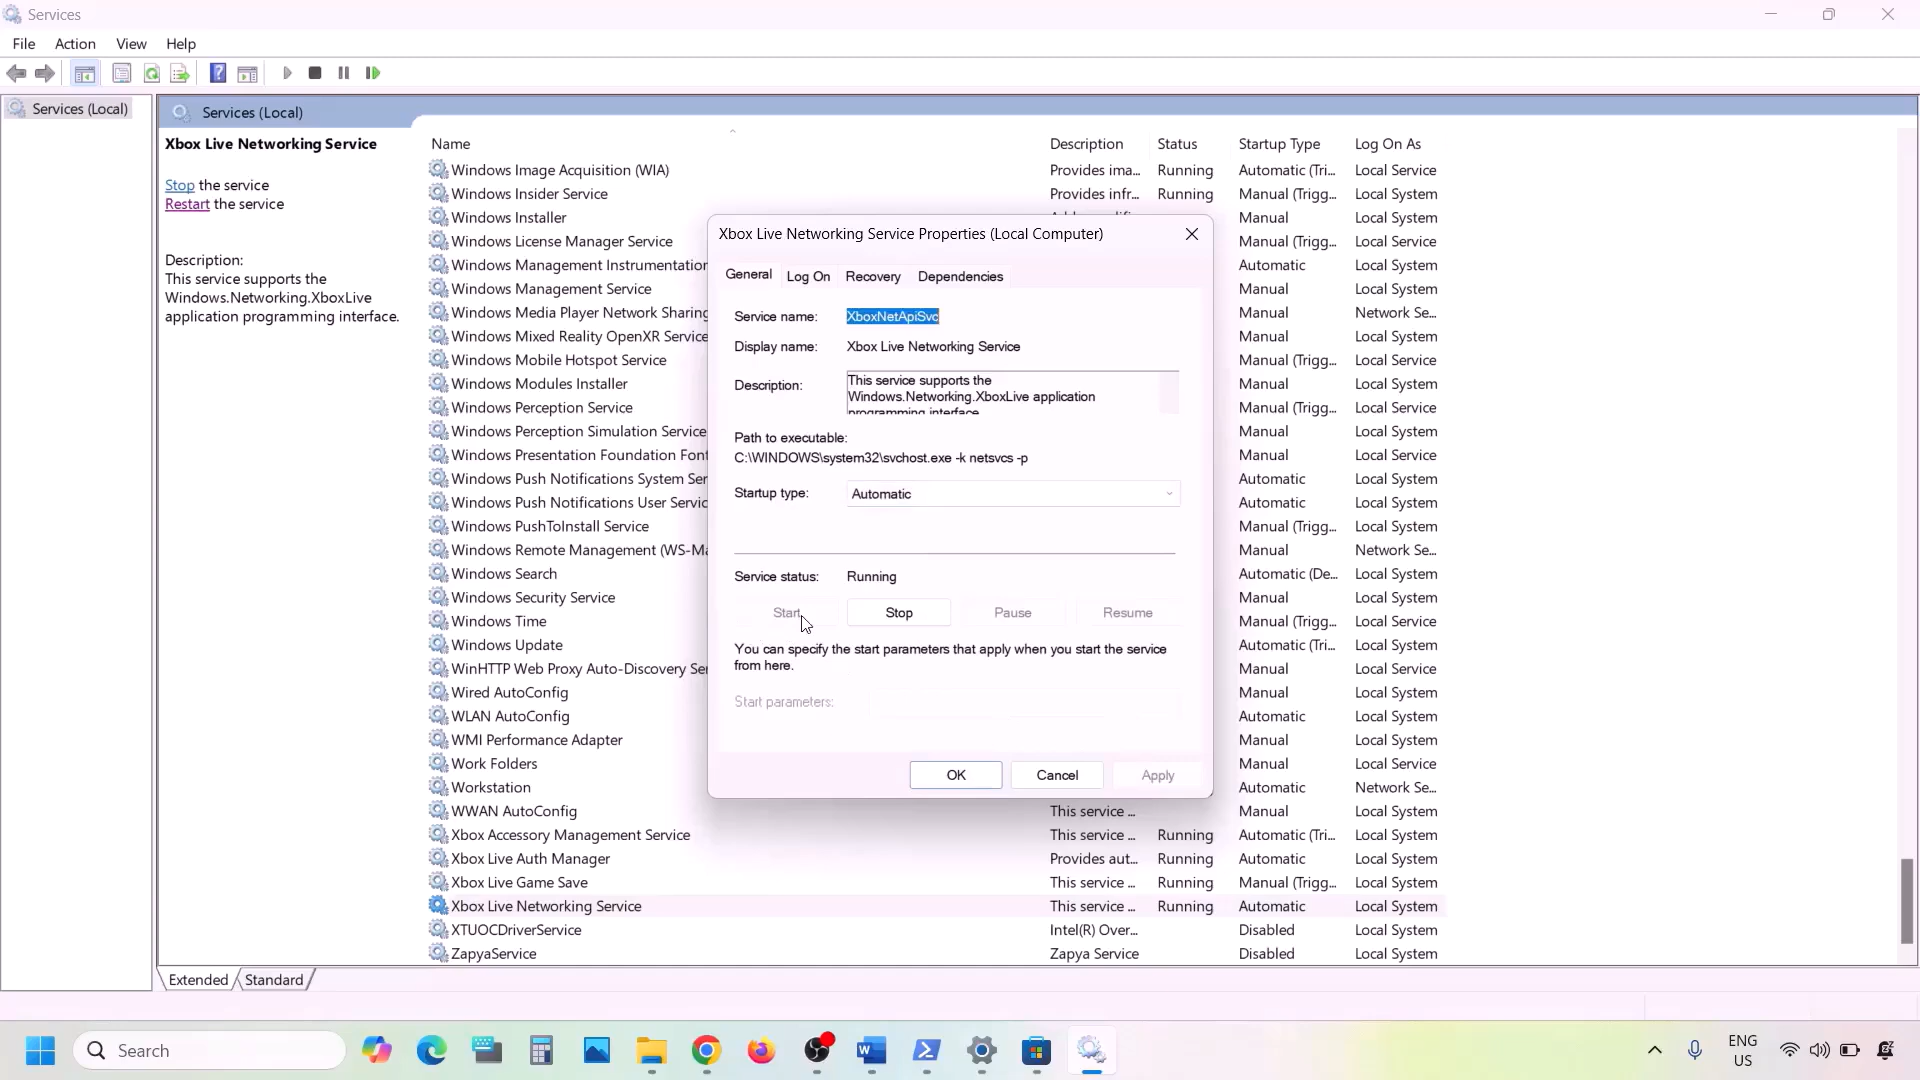 Services
File Action View Help
Services (Local)
Services (Local)
Xbox Live Networking Service
Stop the service
Restart the service
Description:
This service supports the
Windows.Networking.XboxLive
application programming interface.
Name Description Status Startup Type Log On As
Windows Image Acquisition (WIA) Provides ima... Running Automatic (Tri... Local Service
Windows Insider Service Provides infr... Running Manual (Trigg... Local System
Windows Installer Manual Local System
Windows License Manager Service Manual (Trigg... Local Service
Windows Management Instrumentation Automatic Local System
Windows Management Service Manual Local System
Windows Media Player Network Sharing Manual Network Se...
Windows Mixed Reality OpenXR Service Manual Local System
Windows Mobile Hotspot Service Manual (Trigg... Local Service
Windows Modules Installer Manual Local System
Windows Perception Service Manual (Trigg... Local Service
Windows Perception Simulation Service Manual Local System
Windows Presentation Foundation Font Manual Local Service
Windows Push Notifications System Ser Automatic Local System
Windows Push Notifications User Servic Automatic Local System
Windows PushToInstall Service Manual (Trigg... Local System
Windows Remote Management (WS-Ma Manual Network Se...
Windows Search Automatic (De... Local System
Windows Security Service Manual Local System
Windows Time Manual (Trigg... Local Service
Windows Update Automatic (Tri... Local System
WinHTTP Web Proxy Auto-Discovery Ser Manual Local Service
Wired AutoConfig Manual Local System
WLAN AutoConfig Automatic Local System
WMI Performance Adapter Manual Local System
Work Folders Manual Local Service
Workstation Automatic Network Se...
WWAN AutoConfig This service ... Manual Local System
Xbox Accessory Management Service This service ... Running Automatic (Tri... Local System
Xbox Live Auth Manager Provides aut... Running Automatic Local System
Xbox Live Game Save This service ... Running Manual (Trigg... Local System
Xbox Live Networking Service This service ... Running Automatic Local System
XTUOCDriverService Intel(R) Over... Disabled Local System
ZapyaService Zapya Service Disabled Local System
Xbox Live Networking Service Properties (Local Computer)
General Log On Recovery Dependencies
Service name: XboxNetApiSvc
Display name: Xbox Live Networking Service
Description: This service supports the
Windows.Networking.XboxLive application
programming interface
Path to executable:
C:\WINDOWS\system32\svchost.exe -k netsvcs -p
Startup type: Automatic
Service status: Running
Start Stop Pause Resume
You can specify the start parameters that apply when you start the service
from here.
Start parameters:
OK Cancel Apply
Extended Standard
Search
ENG
US